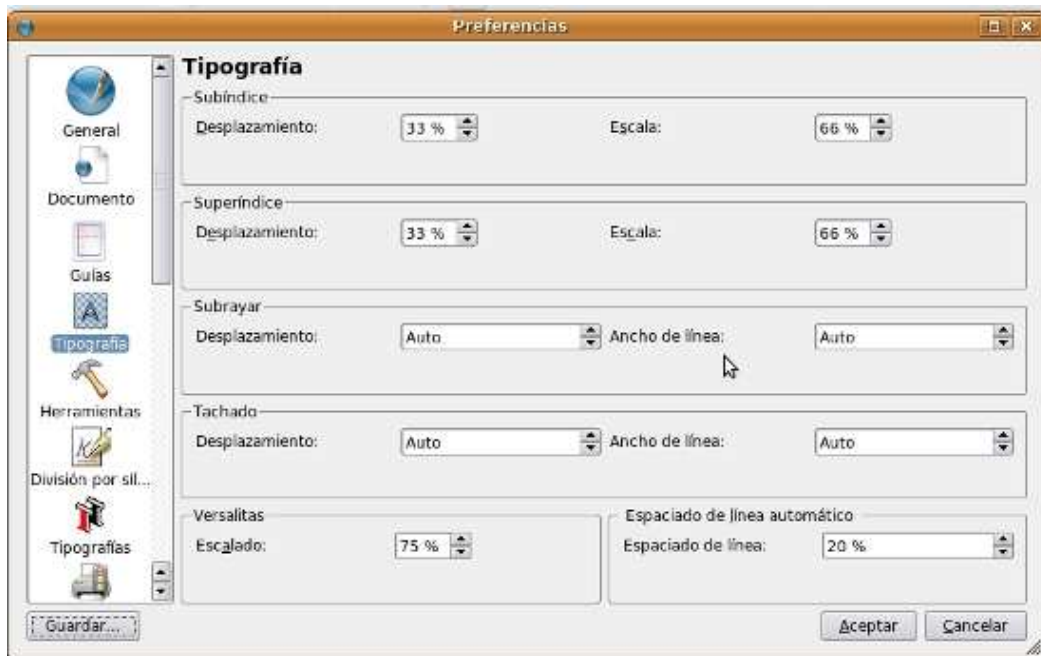 Preferencias
General
Documento
Guías
Tipografía
Herramientas
División por síl...
Tipografías
Tipografía
Subíndice
Desplazamiento: 33 % Escala: 66 %
Superíndice
Desplazamiento: 33 % Escala: 66 %
Subrayar
Desplazamiento: Auto Ancho de línea: Auto
Tachado
Desplazamiento: Auto Ancho de línea: Auto
Versalitas
Escalado: 75 %
Espaciado de línea automático
Espaciado de línea: 20 %
Guardar...
Aceptar
Cancelar